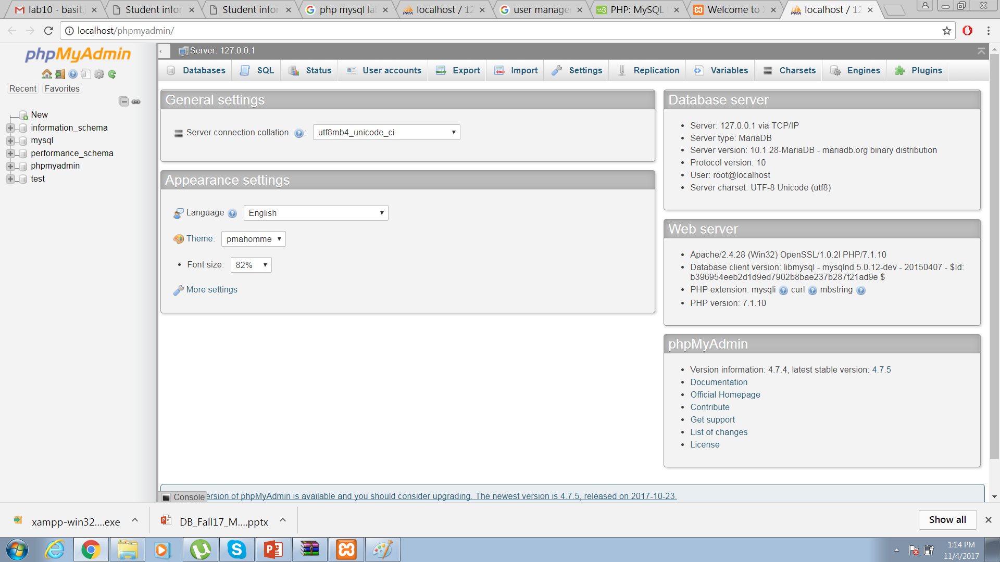 lab10 - basit.
Student infor
Student infor
php mysql la
localhost / 12
user manage
PHP: MySQL
Welcome to
localhost / 12
localhost/phpmyadmin/
phpMyAdmin
Recent
Favorites
New
information_schema
mysql
performance_schema
phpmyadmin
test
Server: 127.0.0.1
Databases
SQL
Status
User accounts
Export
Import
Settings
Replication
Variables
Charsets
Engines
Plugins
General settings
Server connection collation
:
utf8mb4_unicode_ci
Appearance settings
Language
English
Theme:
pmahomme
• Font size:
82%
More settings
Database server
• Server: 127.0.0.1 via TCP/IP
• Server type: MariaDB
• Server version: 10.1.28-MariaDB - mariadb.org binary distribution
• Protocol version: 10
• User: root@localhost
• Server charset: UTF-8 Unicode (utf8)
Web server
• Apache/2.4.28 (Win32) OpenSSL/1.0.2l PHP/7.1.10
• Database client version: libmysql - mysqlnd 5.0.12-dev - 20150407 - $Id:
b396954eeb2d1d9ed7902b8bae237b287f21ad9e $
• PHP extension: mysqli curl mbstring
• PHP version: 7.1.10
phpMyAdmin
• Version information: 4.7.4, latest stable version: 4.7.5
• Documentation
• Official Homepage
• Contribute
• Get support
• List of changes
• License
Console
ersion of phpMyAdmin is available and you should consider upgrading. The newest version is 4.7.5, released on 2017-10-23.
xampp-win32....exe
DB_Fall17_M....pptx
Show all
1:14 PM
11/4/2017